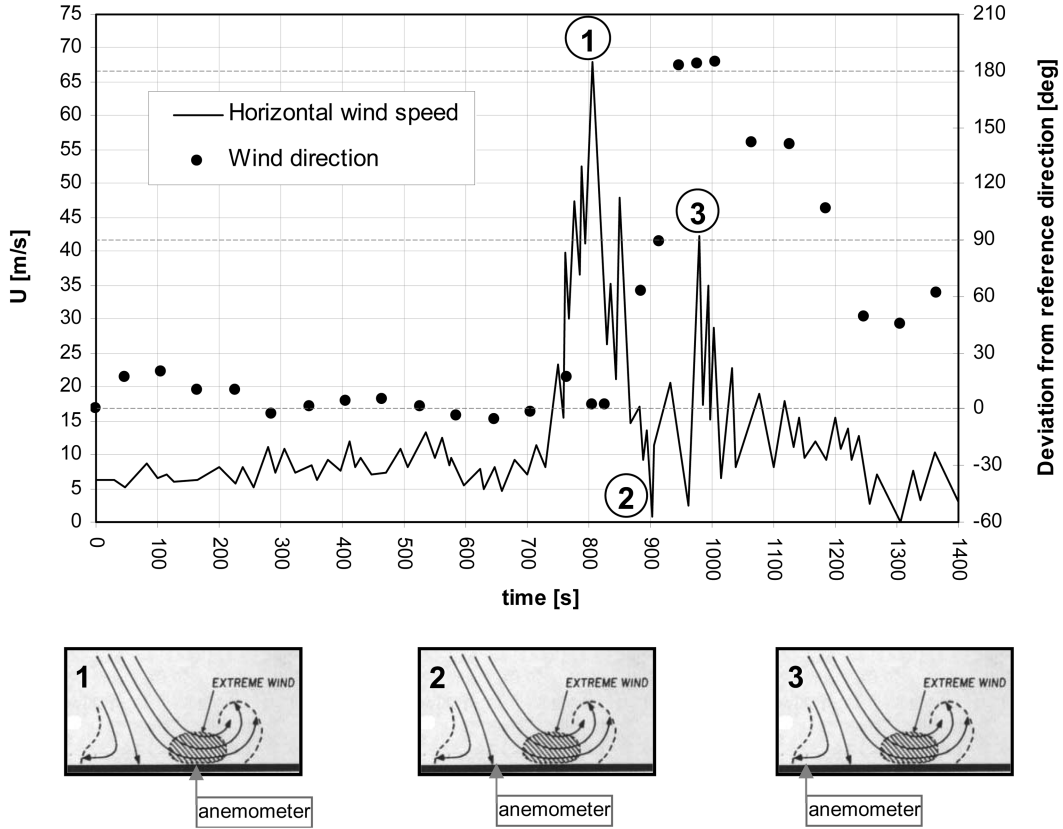 75
70
65
60
55
50
45
40
35
30
25
20
15
10
5
0
U [m/s]
210
180
150
120
90
60
30
0
-30
-60
Deviation from reference direction [deg]
Horizontal wind speed
Wind direction
1
2
3
0 100 200 300 400 500 600 700 800 900 1000 1100 1200 1300 1400
time [s]
1
EXTREME WIND
anemometer
2
EXTREME WIND
anemometer
3
EXTREME WIND
anemometer